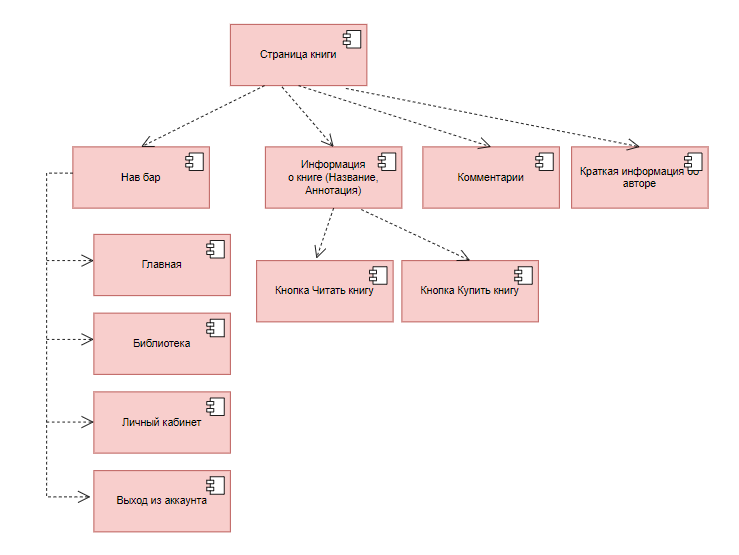 Страница книги
Нав бар
Информация
о книге (Название,
Аннотация)
Комментарии
Краткая информация об
авторе
Главная
Кнопка Читать книгу
Кнопка Купить книгу
Библиотека
Личный кабинет
Выход из аккаунта